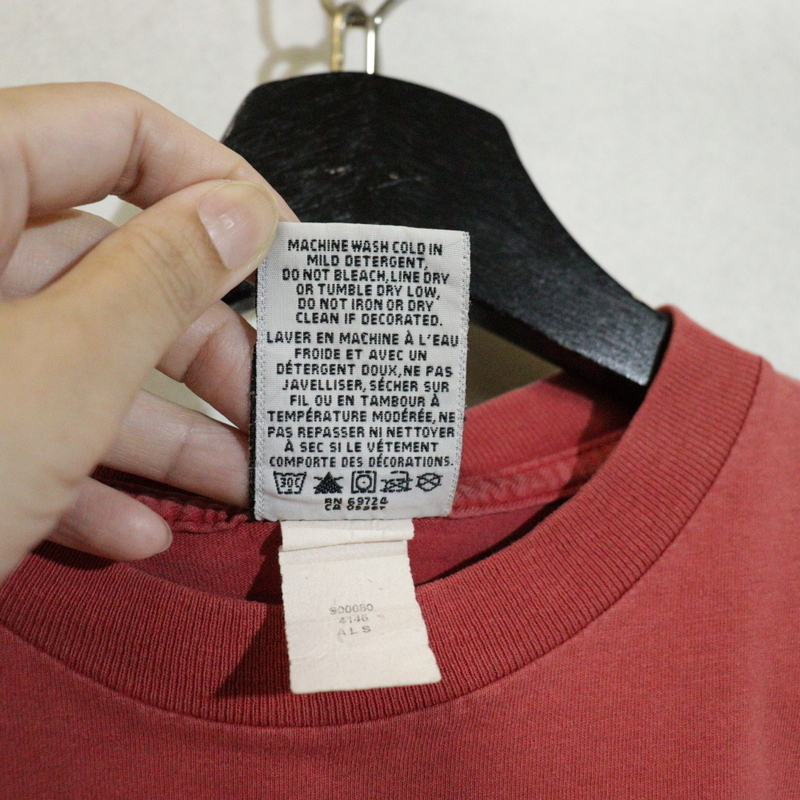 MACHINE WASH COLD IN
MILD DETERGENT,
DO NOT BLEACH, LINE DRY
OR TUMBLE DRY LOW,
DO NOT IRON OR DRY
CLEAN IF DECORATED.
LAVER EN MACHINE À L'EAU
FROIDE ET AVEC UN
DÉTERGENT DOUX, NE PAS
JAVELLISER, SÉCHER SUR
FIL OU EN TAMBOUR À
TEMPÉRATURE MODÉRÉE, NE
PAS REPASSER NI NETTOYER
À SEC SI LE VÊTEMENT
COMPORTE DES DÉCORATIONS.
30C
RN 69724
CA
4146
ALS